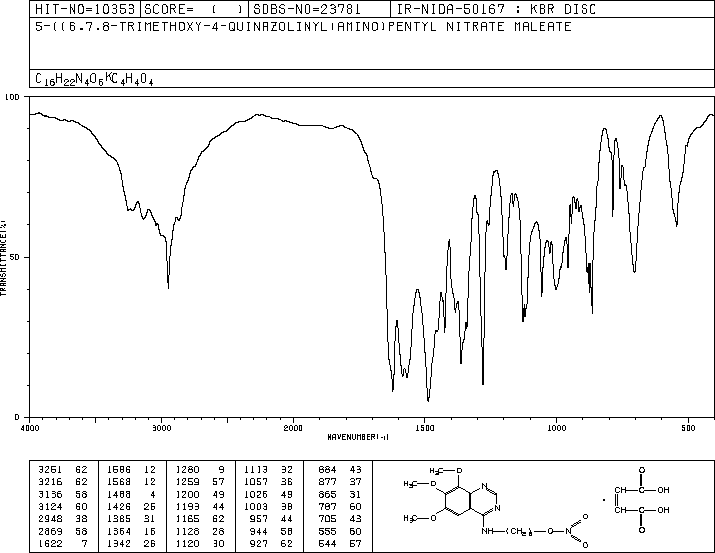 HIT-NO=10353 SCORE= ( ) SDBS-NO=23781 IR-NIDA-50167 : KBR DISC
5-((6,7,8-TRIMETHOXY-4-QUINAZOLINYL)AMINO)PENTYL NITRATE MALEATE
C16H22N4O6 C4H4O4
100
50
0
TRANSMITTANCE(%)
4000 3000 2000 1500 1000 500
WAVENUMBER(-1)
3251 62 1586 12 1280 9 1113 32 884 43
3216 62 1568 12 1259 57 1057 36 877 37
3136 58 1488 4 1200 49 1026 49 865 31
3124 60 1426 26 1193 44 1003 38 787 60
2948 38 1385 31 1165 62 957 44 705 43
2869 58 1364 16 1128 28 944 58 555 60
1622 7 1342 26 1120 30 927 62 544 57
H3C O
H3C O
H3C O
N
N
NH (CH2)5 O N O
O
O
OH
OH
O